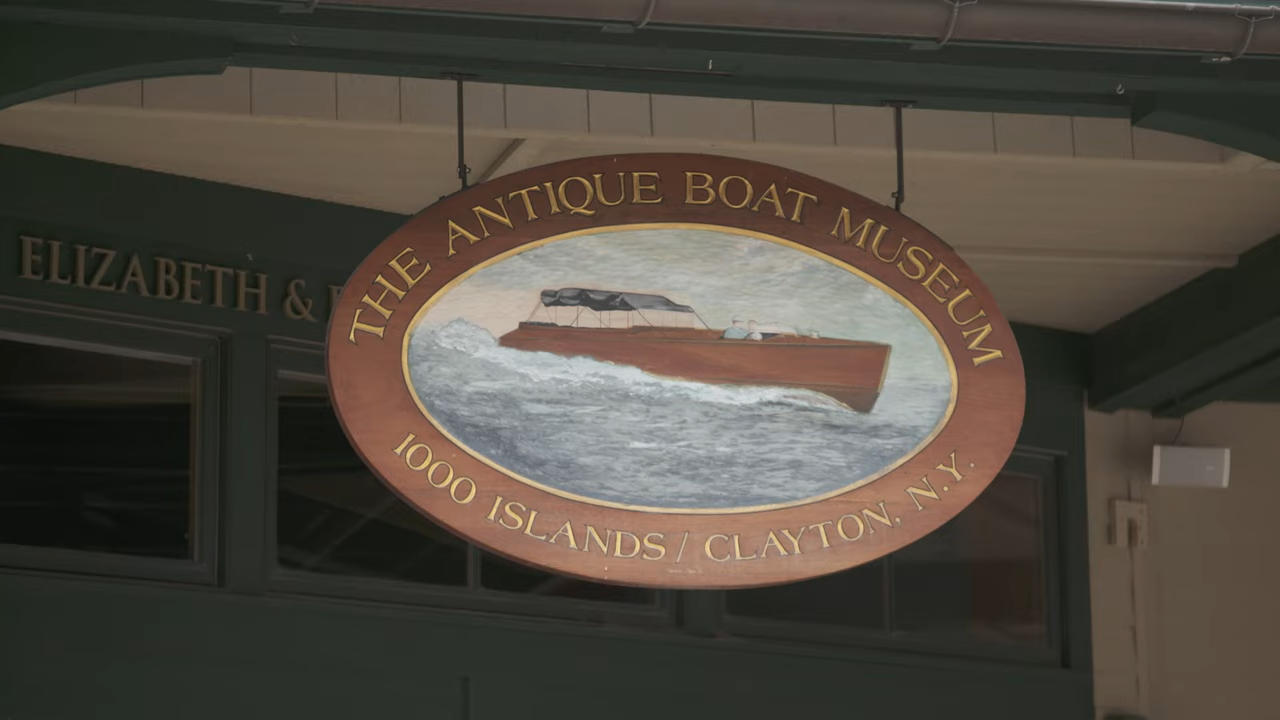 THE ANTIQUE BOAT MUSEUM
1000 ISLANDS / CLAYTON, N.Y.
ELIZABETH &